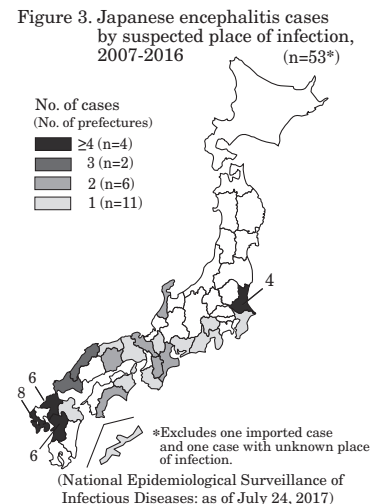 Figure 3. Japanese encephalitis cases
by suspected place of infection,
2007-2016 (n=53*)
No. of cases
(No. of prefectures)
≥4 (n=4)
3 (n=2)
2 (n=6)
1 (n=11)
4
6
8
6
*Excludes one imported case
and one case with unknown place
of infection.
(National Epidemiological Surveillance of
Infectious Diseases: as of July 24, 2017)